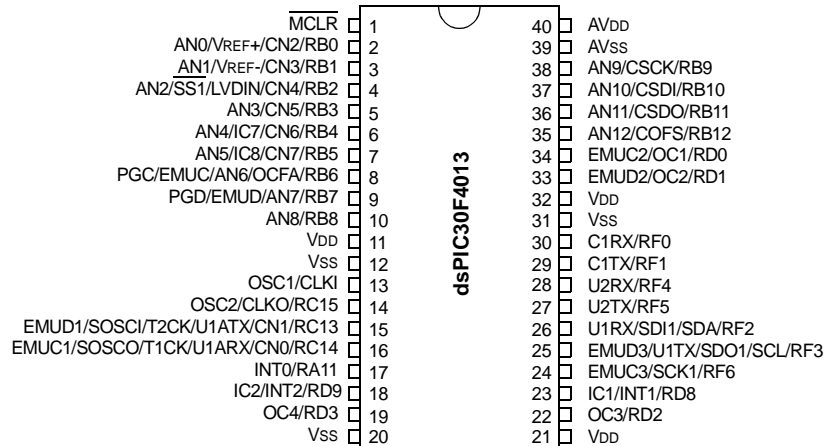 MCLR 1 40 AVDD
AN0/VREF+/CN2/RB0 2 39 AVSS
AN1/VREF-/CN3/RB1 3 38 AN9/CSCK/RB9
AN2/SS1/LVDIN/CN4/RB2 4 37 AN10/CSDI/RB10
AN3/CN5/RB3 5 36 AN11/CSDO/RB11
AN4/IC7/CN6/RB4 6 35 AN12/COFS/RB12
AN5/IC8/CN7/RB5 7 34 EMUC2/OC1/RD0
PGC/EMUC/AN6/OCFA/RB6 8 33 EMUD2/OC2/RD1
PGD/EMUD/AN7/RB7 9 32 VDD
AN8/RB8 10 31 VSS
VDD 11 30 C1RX/RF0
VSS 12 29 C1TX/RF1
OSC1/CLKI 13 28 U2RX/RF4
OSC2/CLKO/RC15 14 27 U2TX/RF5
EMUD1/SOSCI/T2CK/U1ATX/CN1/RC13 15 26 U1RX/SDI1/SDA/RF2
EMUC1/SOSCO/T1CK/U1ARX/CN0/RC14 16 25 EMUD3/U1TX/SDO1/SCL/RF3
INT0/RA11 17 24 EMUC3/SCK1/RF6
IC2/INT2/RD9 18 23 IC1/INT1/RD8
OC4/RD3 19 22 OC3/RD2
VSS 20 21 VDD
dsPIC30F4013